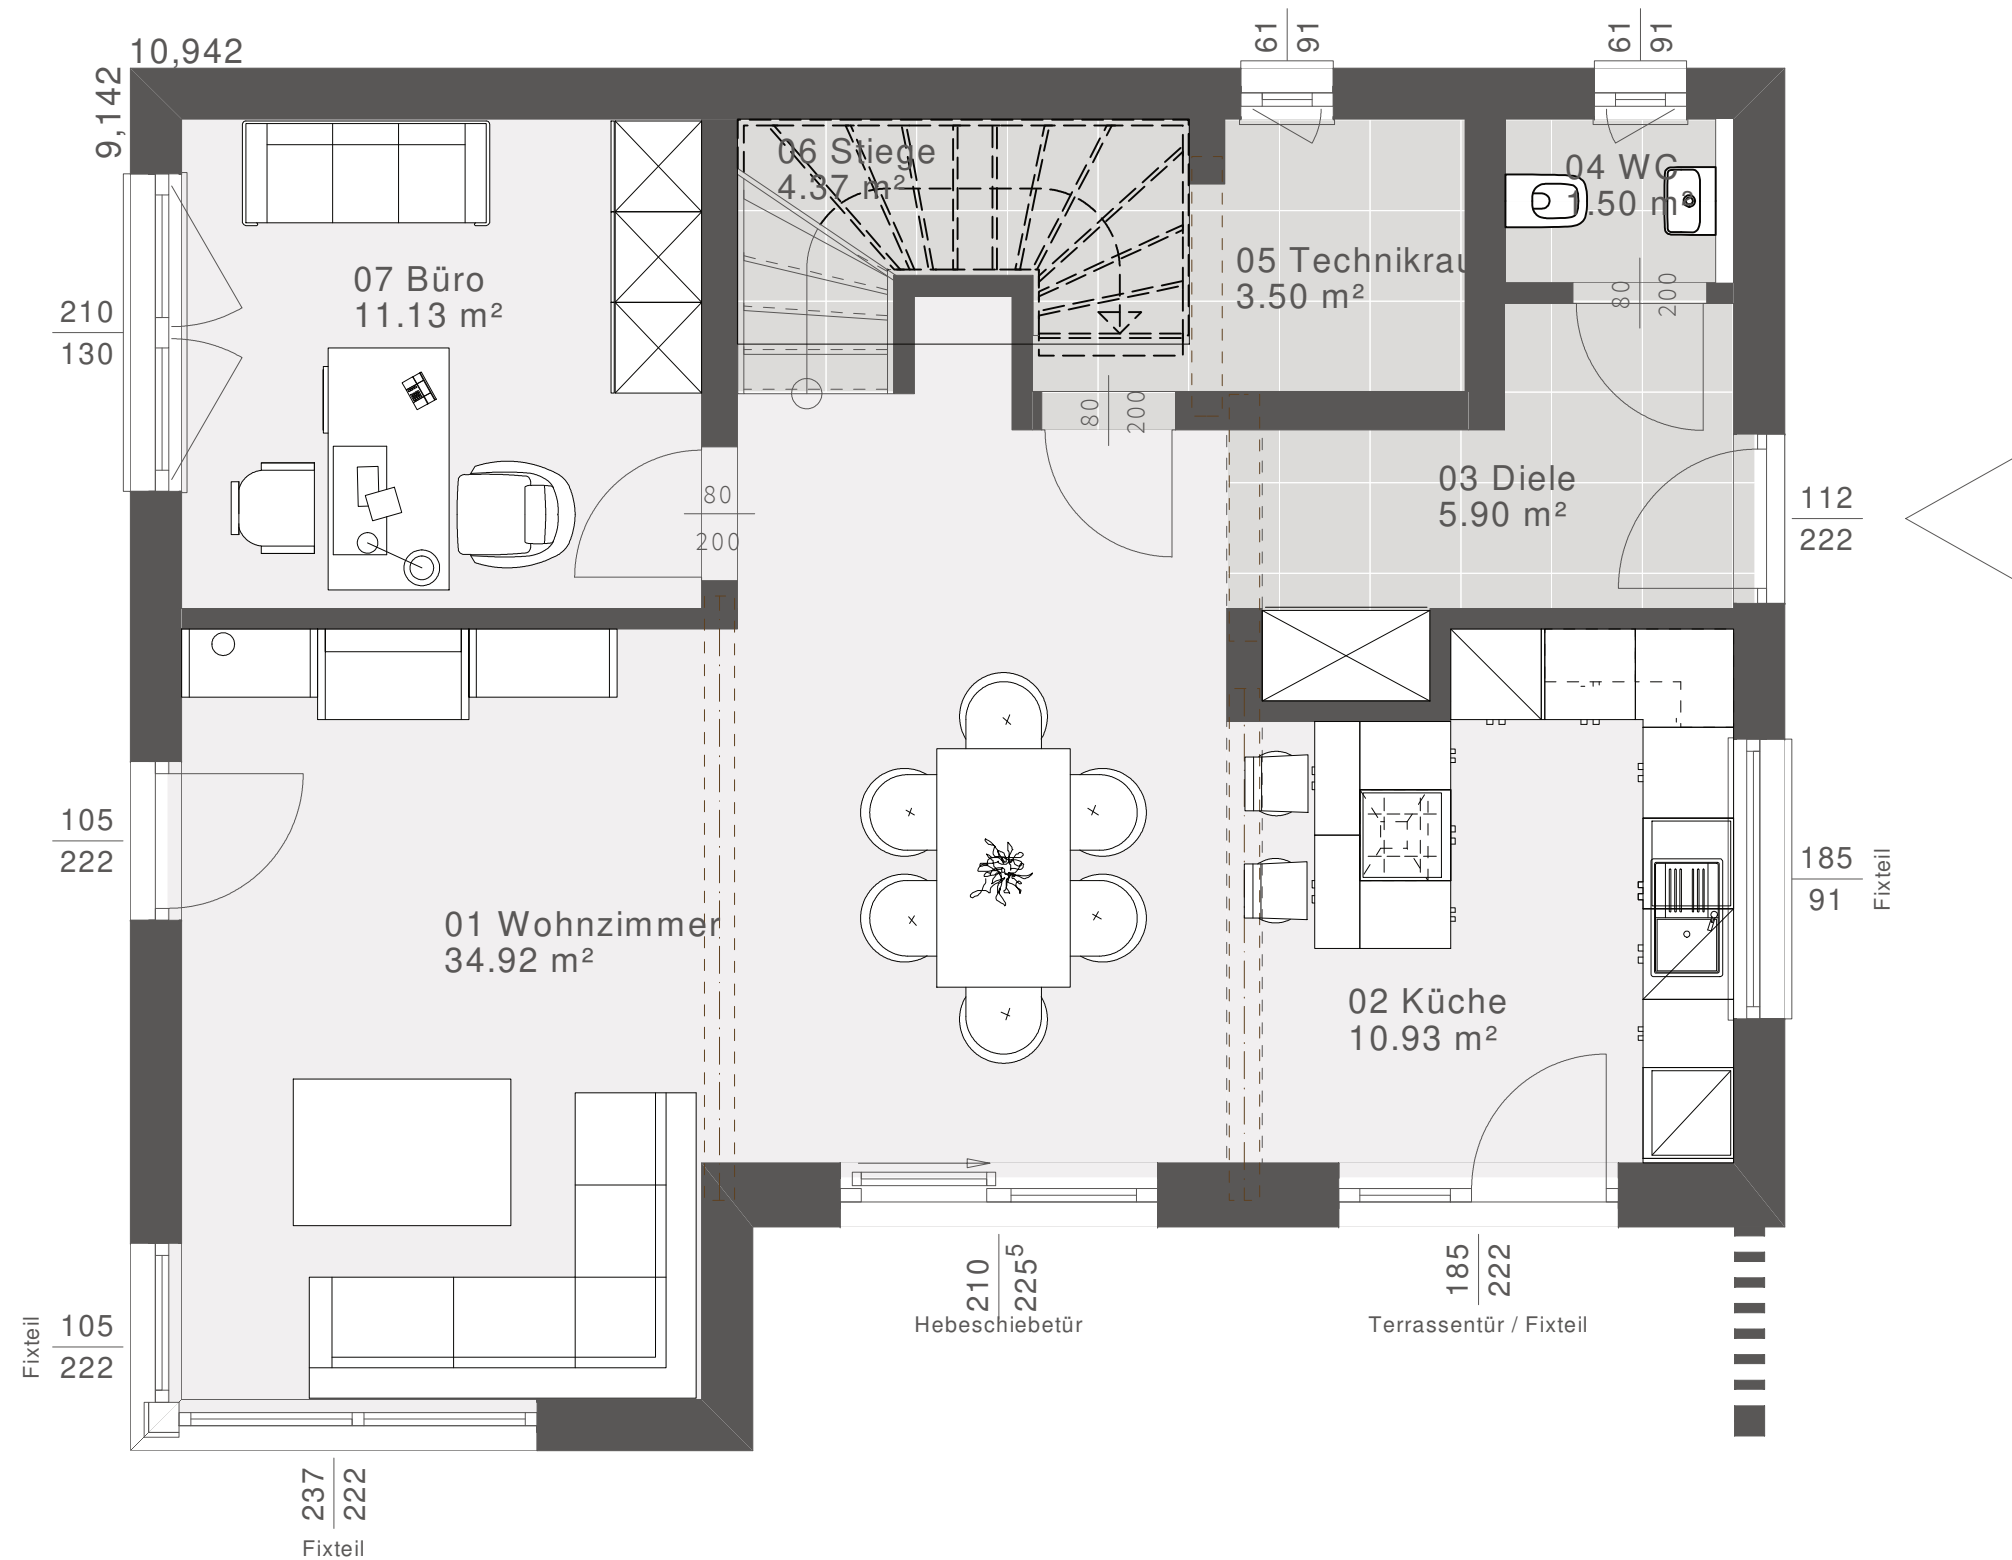 10,942
9,142
61
91
61
91
06 Stiege
4.37 m²
04 WC
1.50 m²
05 Technikrau
3.50 m²
07 Büro
11.13 m²
80
200
210
130
80
200
03 Diele
5.90 m²
112
222
80
200
105
222
185
91
Fixteil
01 Wohnzimmer
34.92 m²
02 Küche
10.93 m²
210
225⁵
Hebeschiebetür
185
222
Terrassentür / Fixteil
Fixteil
105
222
237
222
Fixteil